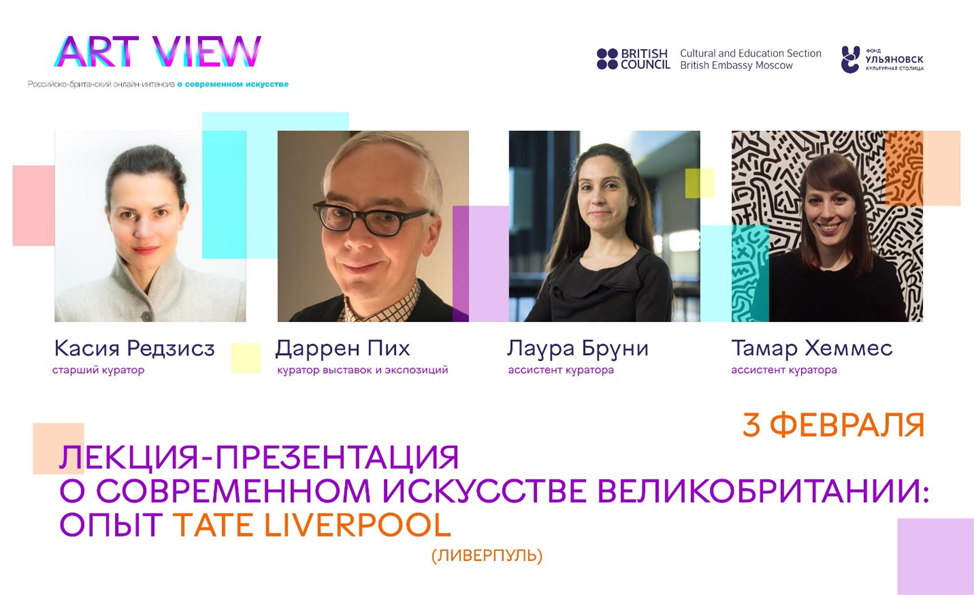 ART VIEW
Российско-британский онлайн-интенсив о современном искусстве
BRITISH
COUNCIL
Cultural and Education Section
British Embassy Moscow
ФОНД
УЛЬЯНОВСК
КУЛЬТУРНАЯ СТОЛИЦА
Касия Редзисз
старший куратор
Даррен Пих
куратор выставок и экспозиций
Лаура Бруни
ассистент куратора
Тамар Хеммес
ассистент куратора
3 ФЕВРАЛЯ
ЛЕКЦИЯ-ПРЕЗЕНТАЦИЯ
О СОВРЕМЕННОМ ИСКУССТВЕ ВЕЛИКОБРИТАНИИ:
ОПЫТ TATE LIVERPOOL
(ЛИВЕРПУЛЬ)